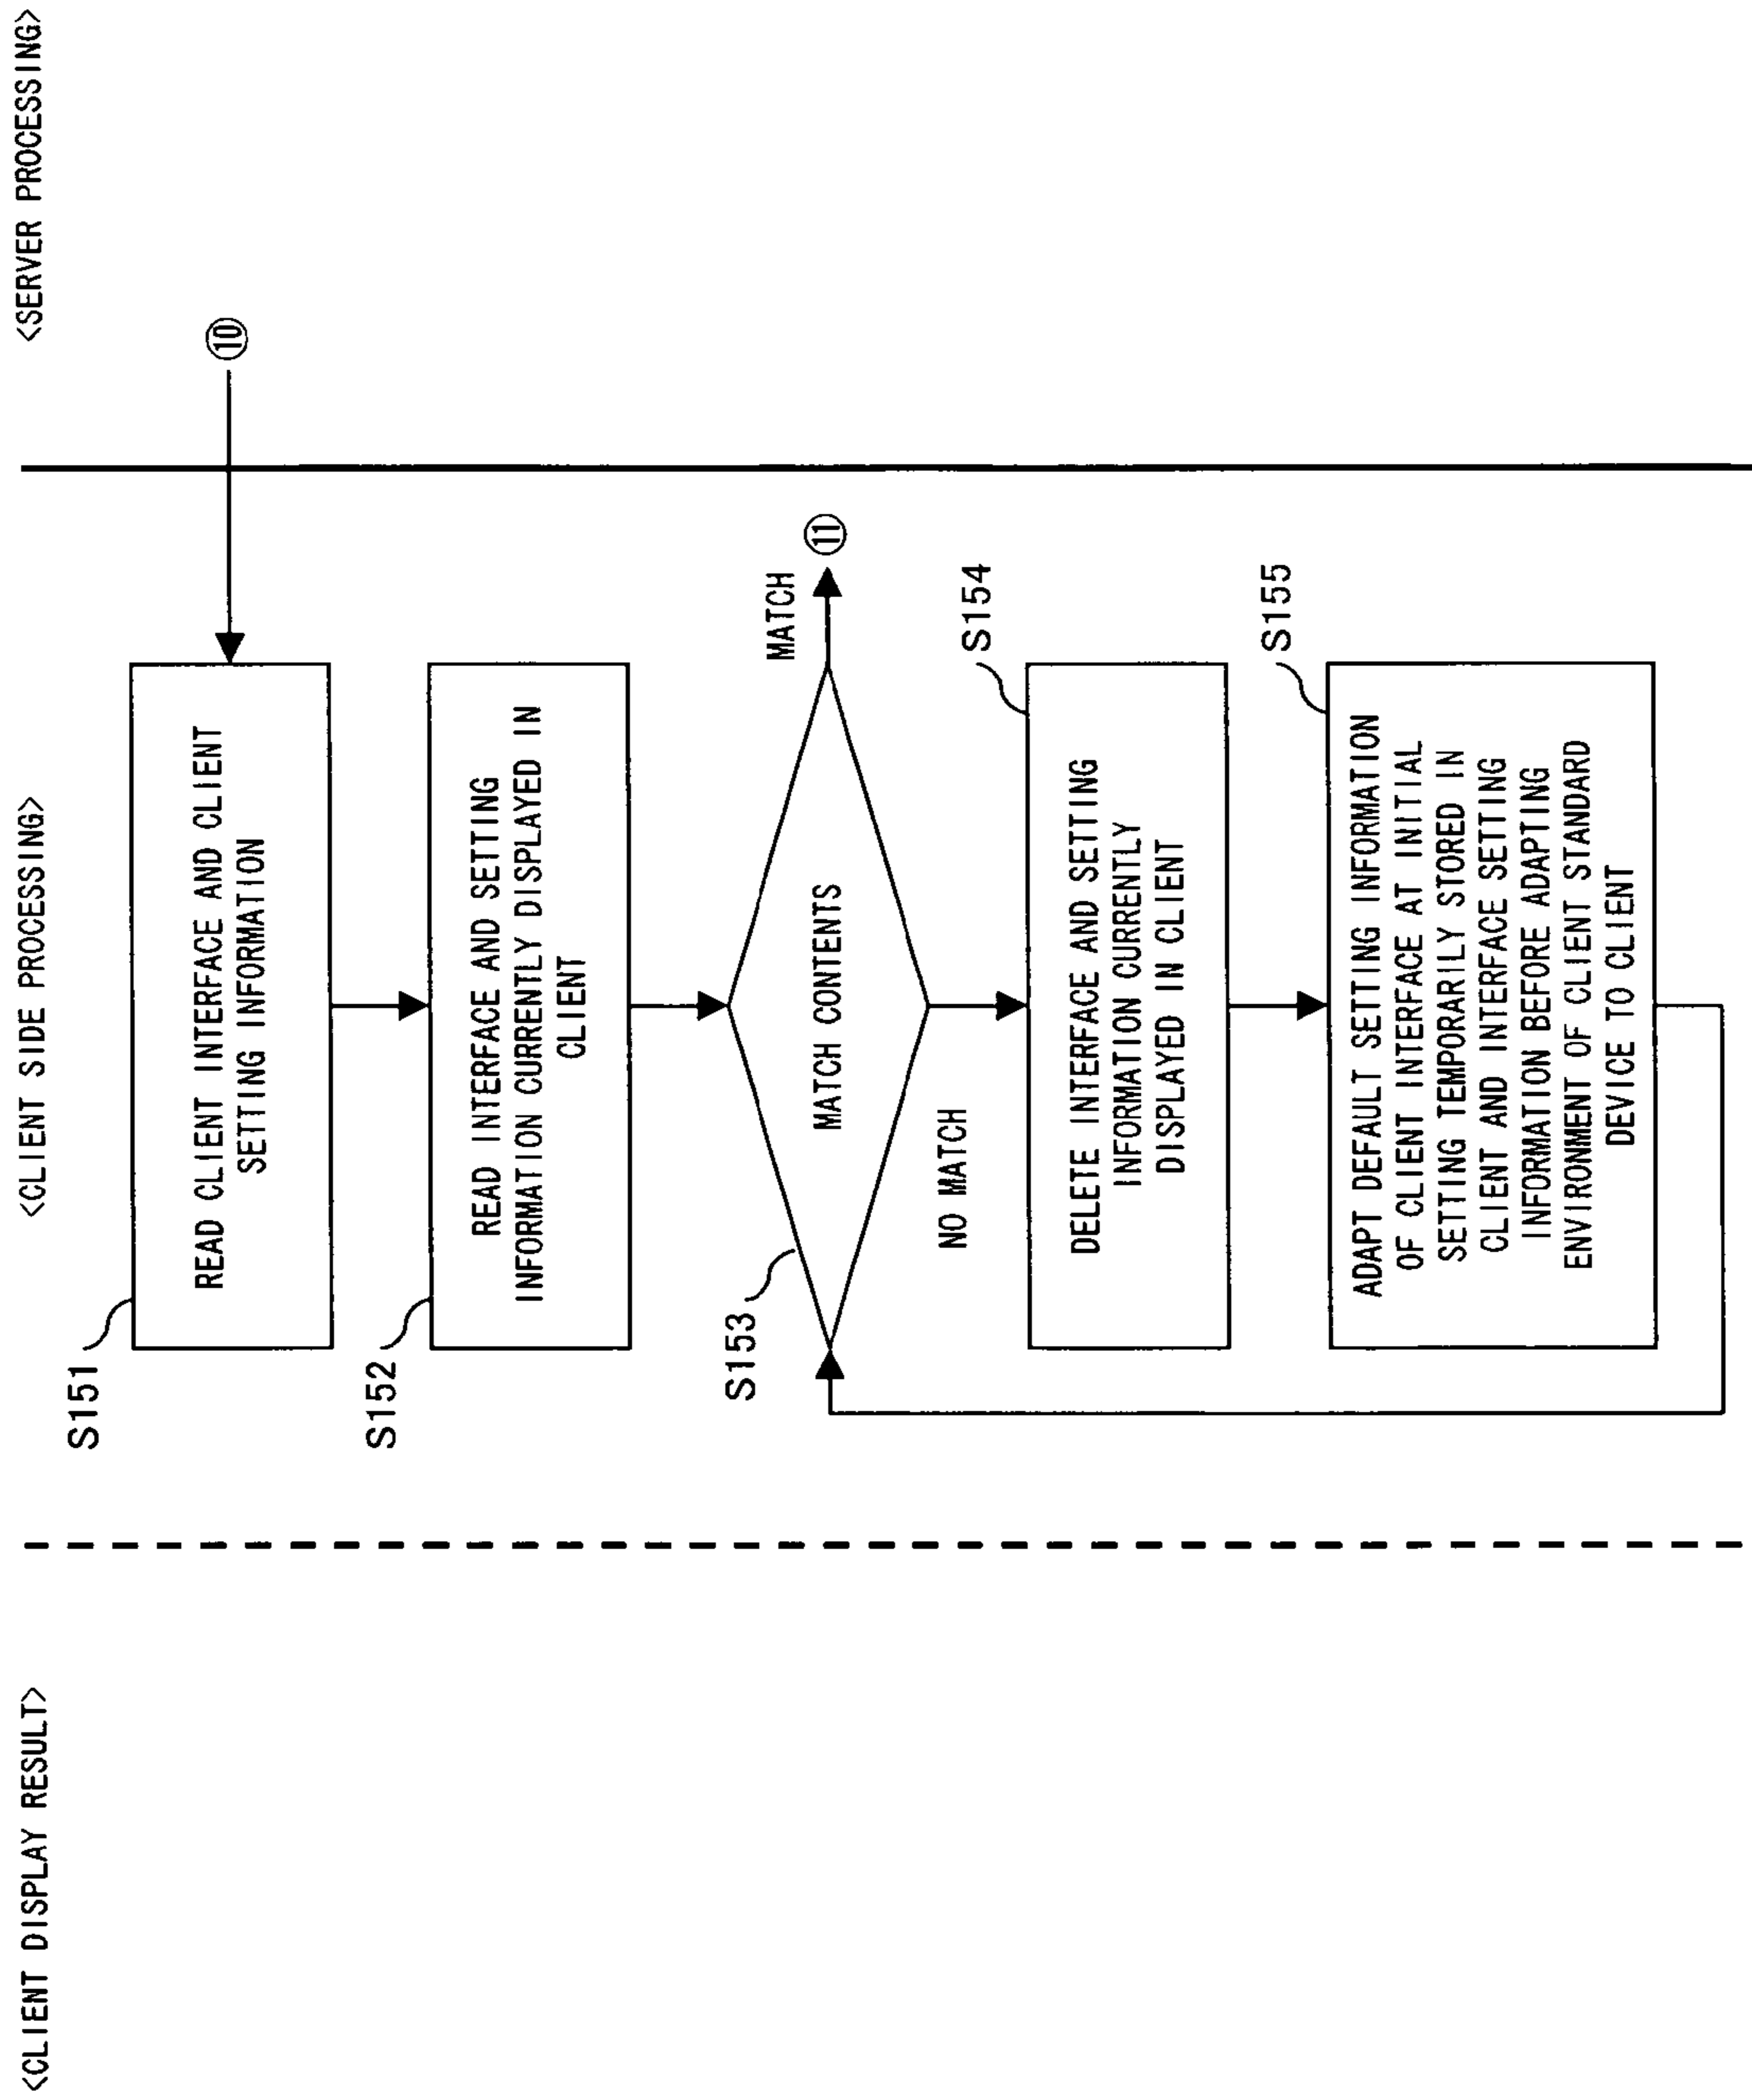 <CLIENT DISPLAY RESULT>
<CLIENT SIDE PROCESSING>
<SERVER PROCESSING>
⑩
S151
READ CLIENT INTERFACE AND CLIENT
SETTING INFORMATION
S152
READ INTERFACE AND SETTING
INFORMATION CURRENTLY DISPLAYED IN
CLIENT
S153
MATCH CONTENTS
MATCH
⑪
NO MATCH
S154
DELETE INTERFACE AND SETTING
INFORMATION CURRENTLY
DISPLAYED IN CLIENT
S155
ADAPT DEFAULT SETTING INFORMATION
OF CLIENT INTERFACE AT INITIAL
SETTING TEMPORARILY STORED IN
CLIENT AND INTERFACE SETTING
INFORMATION BEFORE ADAPTING
ENVIRONMENT OF CLIENT STANDARD
DEVICE TO CLIENT